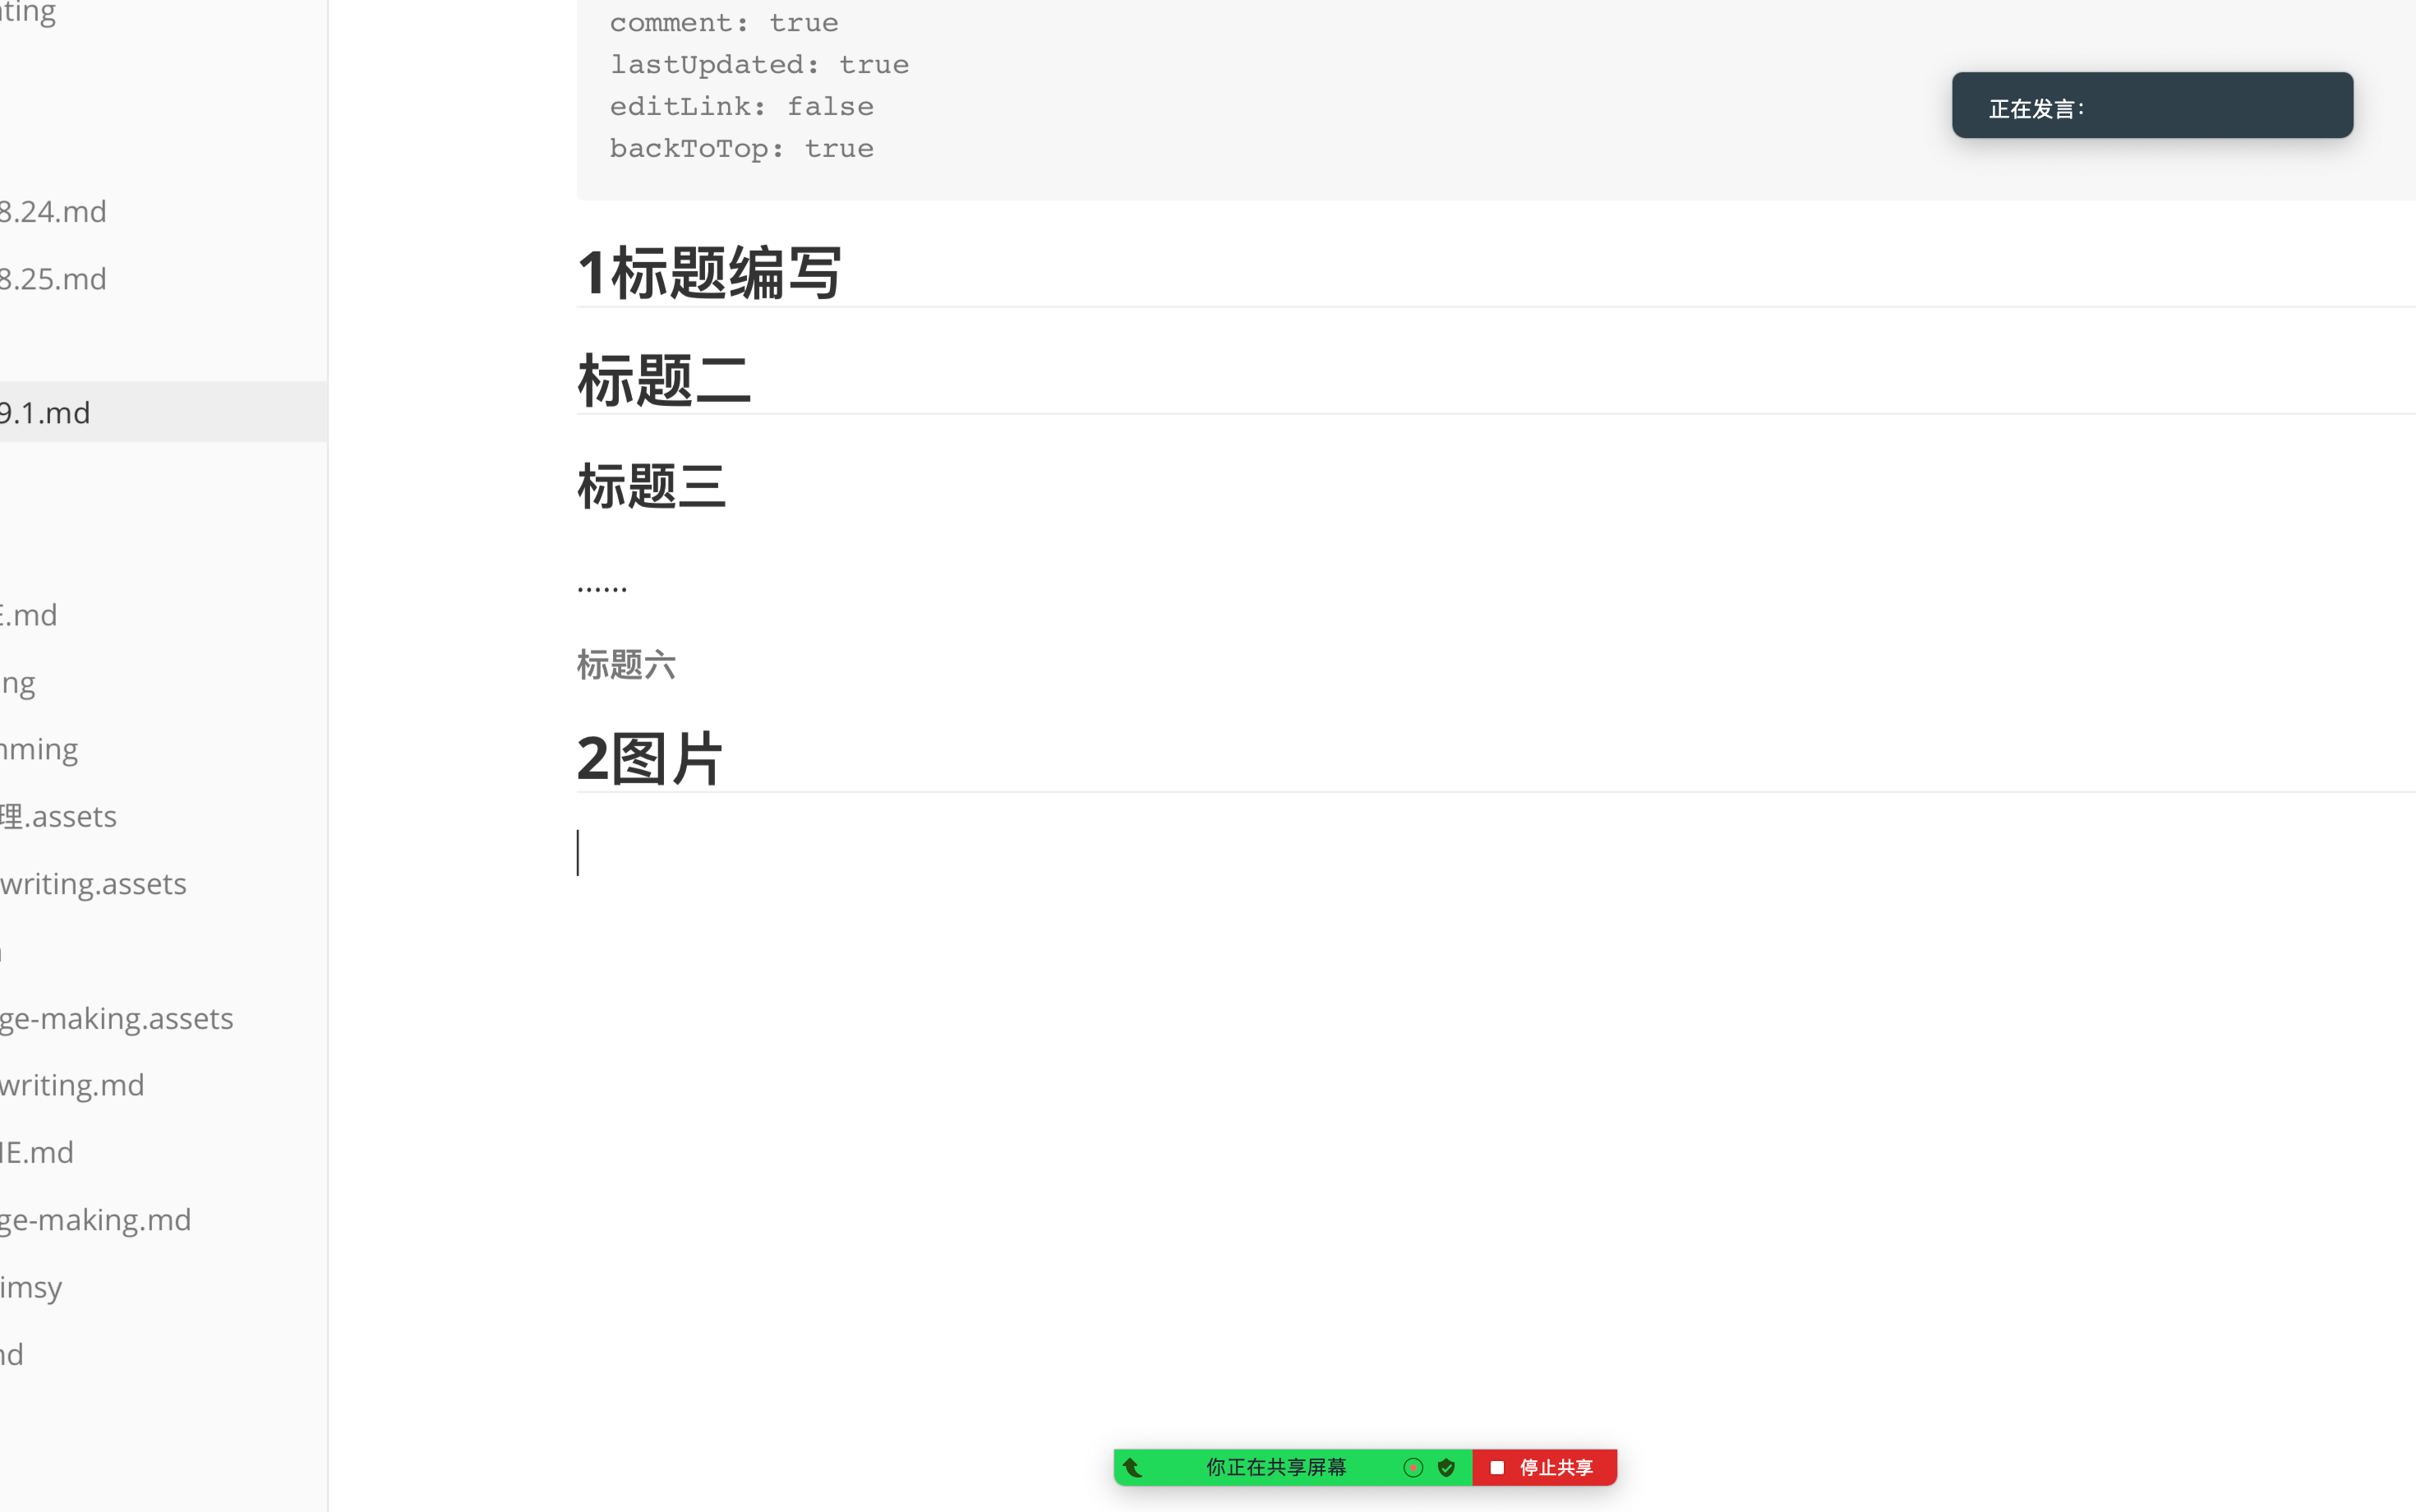 ting
8.24.md
8.25.md
9.1.md
E.md
ng
nming
理.assets
writing.assets
ge-making.assets
writing.md
IE.md
ge-making.md
imsy
nd
comment: true
lastUpdated: true
editLink: false
backToTop: true
正在发言:
1标题编写
标题二
标题三
......
标题六
2图片
你正在共享屏幕
停止共享